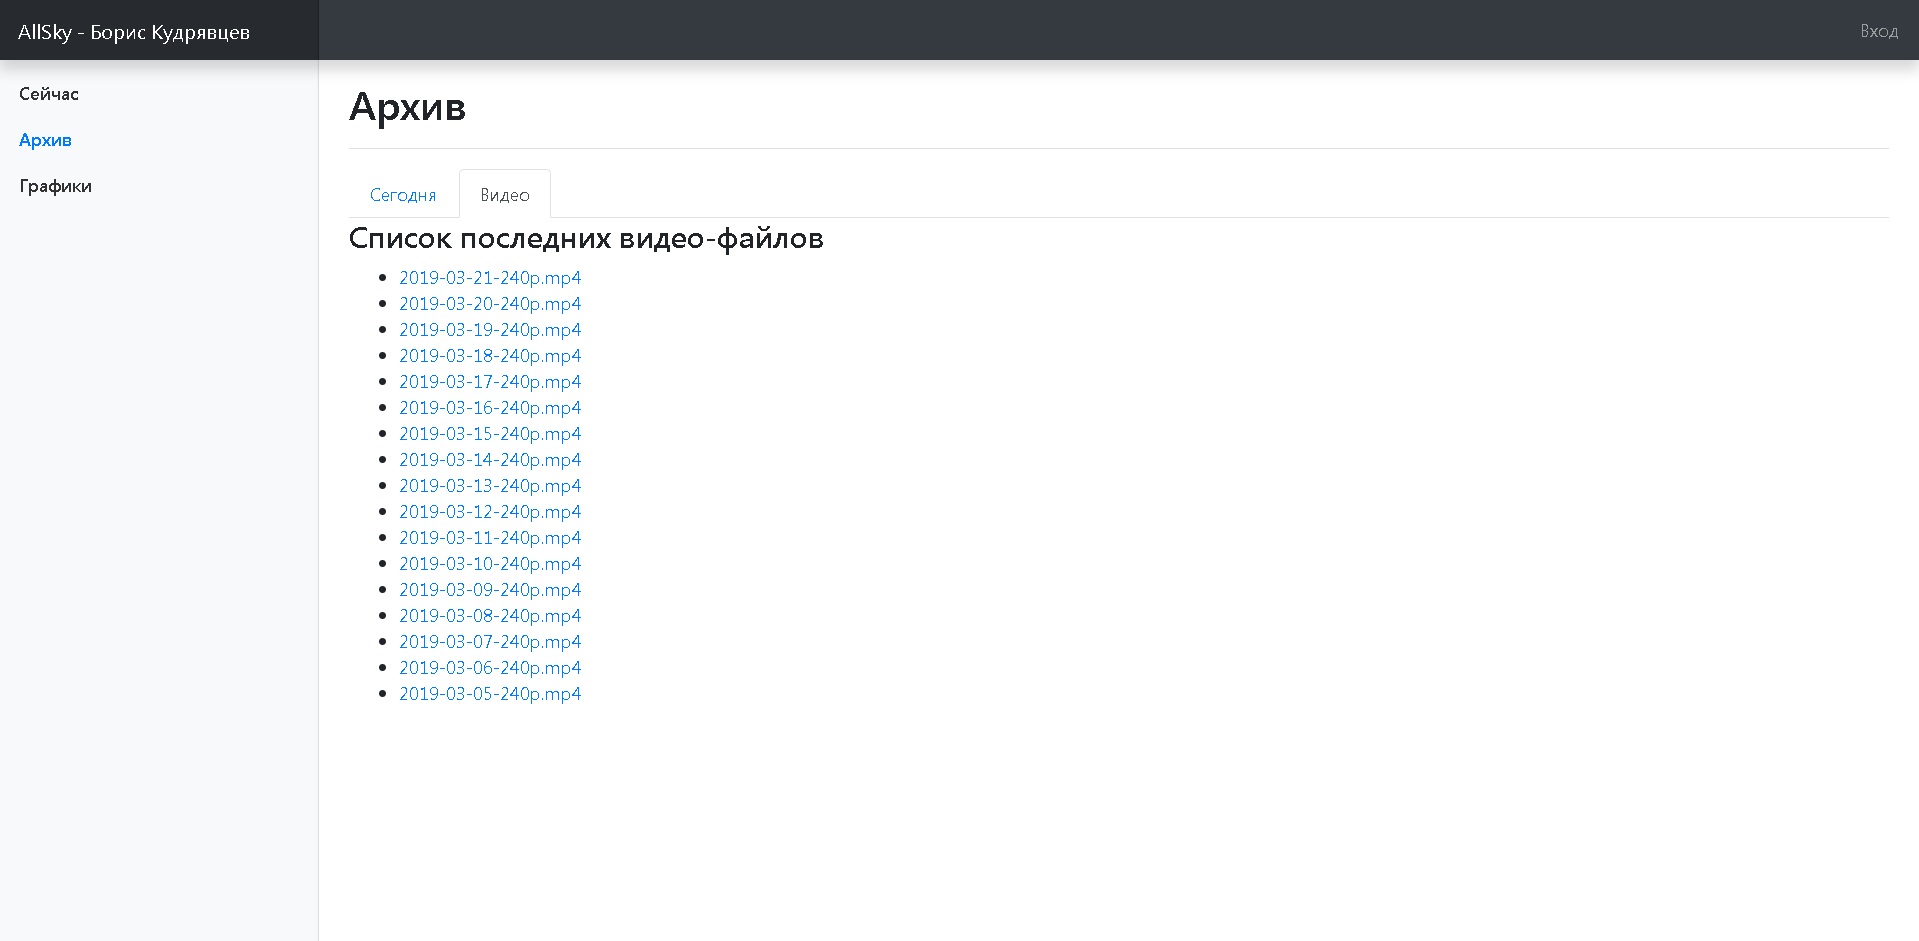 AllSky - Борис Кудрявцев
Вход
Сейчас
Архив
Графики
Архив
Сегодня
Видео
Список последних видео-файлов
2019-03-21-240p.mp4
2019-03-20-240p.mp4
2019-03-19-240p.mp4
2019-03-18-240p.mp4
2019-03-17-240p.mp4
2019-03-16-240p.mp4
2019-03-15-240p.mp4
2019-03-14-240p.mp4
2019-03-13-240p.mp4
2019-03-12-240p.mp4
2019-03-11-240p.mp4
2019-03-10-240p.mp4
2019-03-09-240p.mp4
2019-03-08-240p.mp4
2019-03-07-240p.mp4
2019-03-06-240p.mp4
2019-03-05-240p.mp4